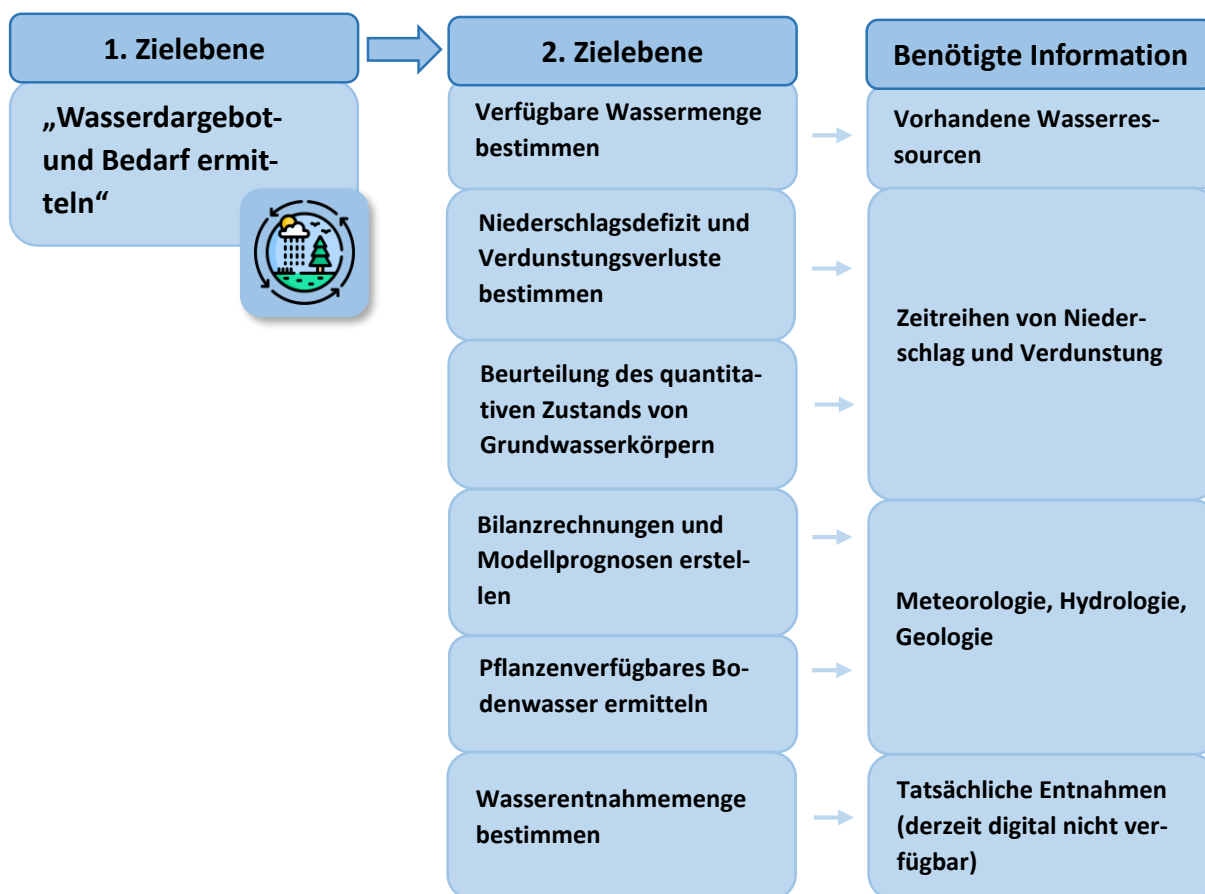 1. Zielebene
„Wasserdargebot-
und Bedarf ermit-
teln“
2. Zielebene
Verfügbare Wassermenge
bestimmen
Niederschlagsdefizit und
Verdunstungsverluste
bestimmen
Beurteilung des quantita-
tiven Zustands von
Grundwasserkörpern
Bilanzrechnungen und
Modellprognosen erstel-
len
Pflanzenverfügbares Bo-
denwasser ermitteln
Wasserentnahmemenge
bestimmen
Benötigte Information
Vorhandene Wasserres-
sourcen
Zeitreihen von Nieder-
schlag und Verdunstung
Meteorologie, Hydrologie,
Geologie
Tatsächliche Entnahmen
(derzeit digital nicht ver-
fügbar)